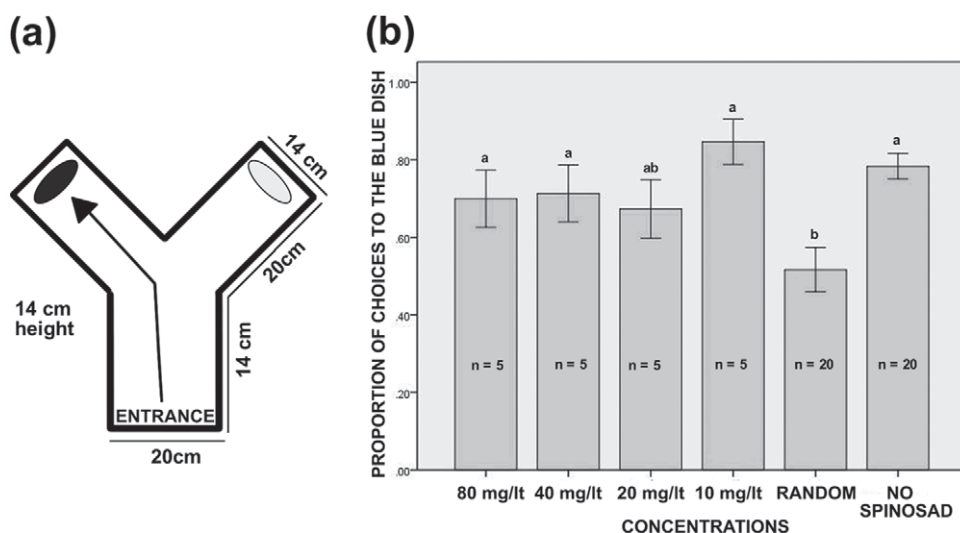 (a)
14 cm
20cm
14 cm
height
14 cm
ENTRANCE
20cm
(b)
PROPORTION OF CHOICES TO THE BLUE DISH
1.00
.80
.60
.40
.20
.00
a
a
ab
a
b
a
n = 5
n = 5
n = 5
n = 5
n = 20
n = 20
80 mg/lt
40 mg/lt
20 mg/lt
10 mg/lt
RANDOM
NO
SPINOSAD
CONCENTRATIONS